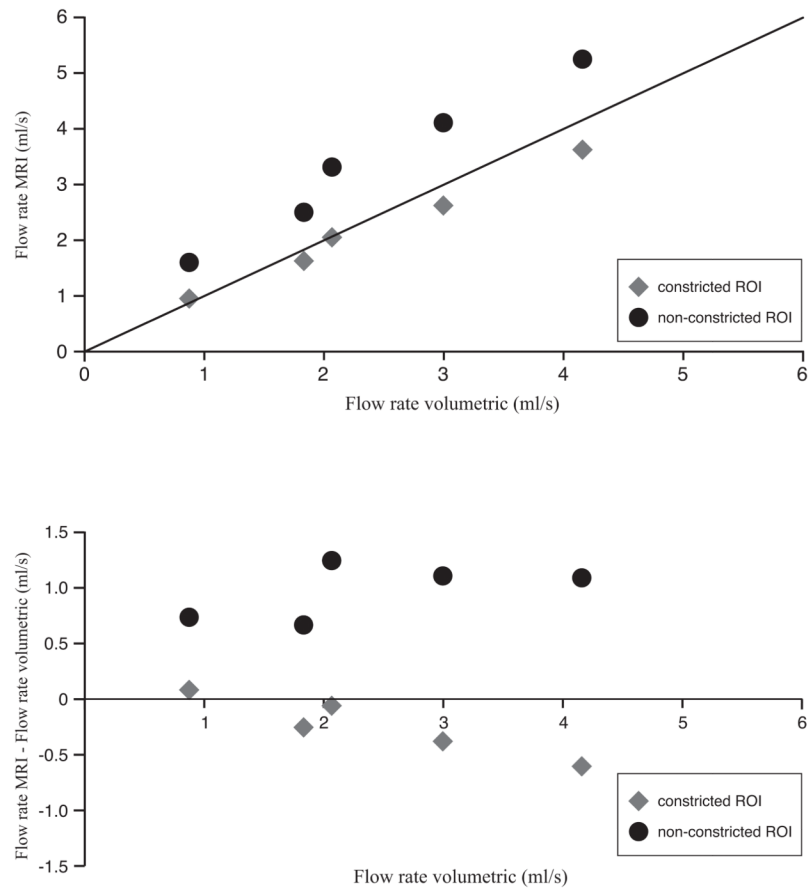 Flow rate MRI (ml/s)
6
5
4
3
2
1
0
0 1 2 3 4 5 6
Flow rate volumetric (ml/s)
constricted ROI
non-constricted ROI
Flow rate MRI - Flow rate volumetric (ml/s)
1.5
1.0
0.5
0
-0.5
-1.0
-1.5
1 2 3 4 5 6
constricted ROI
non-constricted ROI
Flow rate volumetric (ml/s)